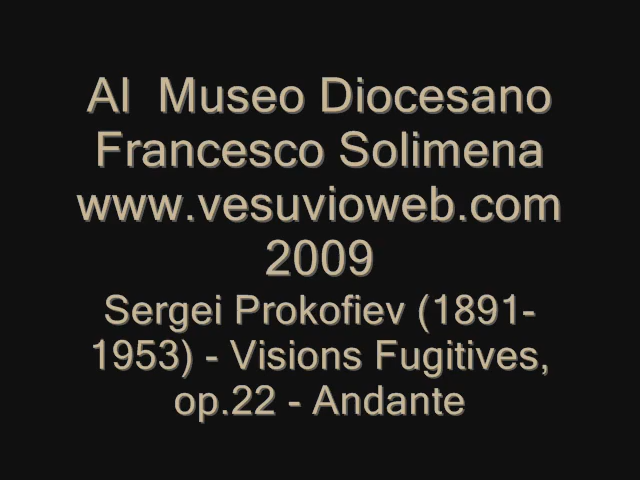 Al  Museo Diocesano
Francesco Solimena
www.vesuvioweb.com
2009
Sergei Prokofiev (1891-
1953) - Visions Fugitives,
op.22 - Andante